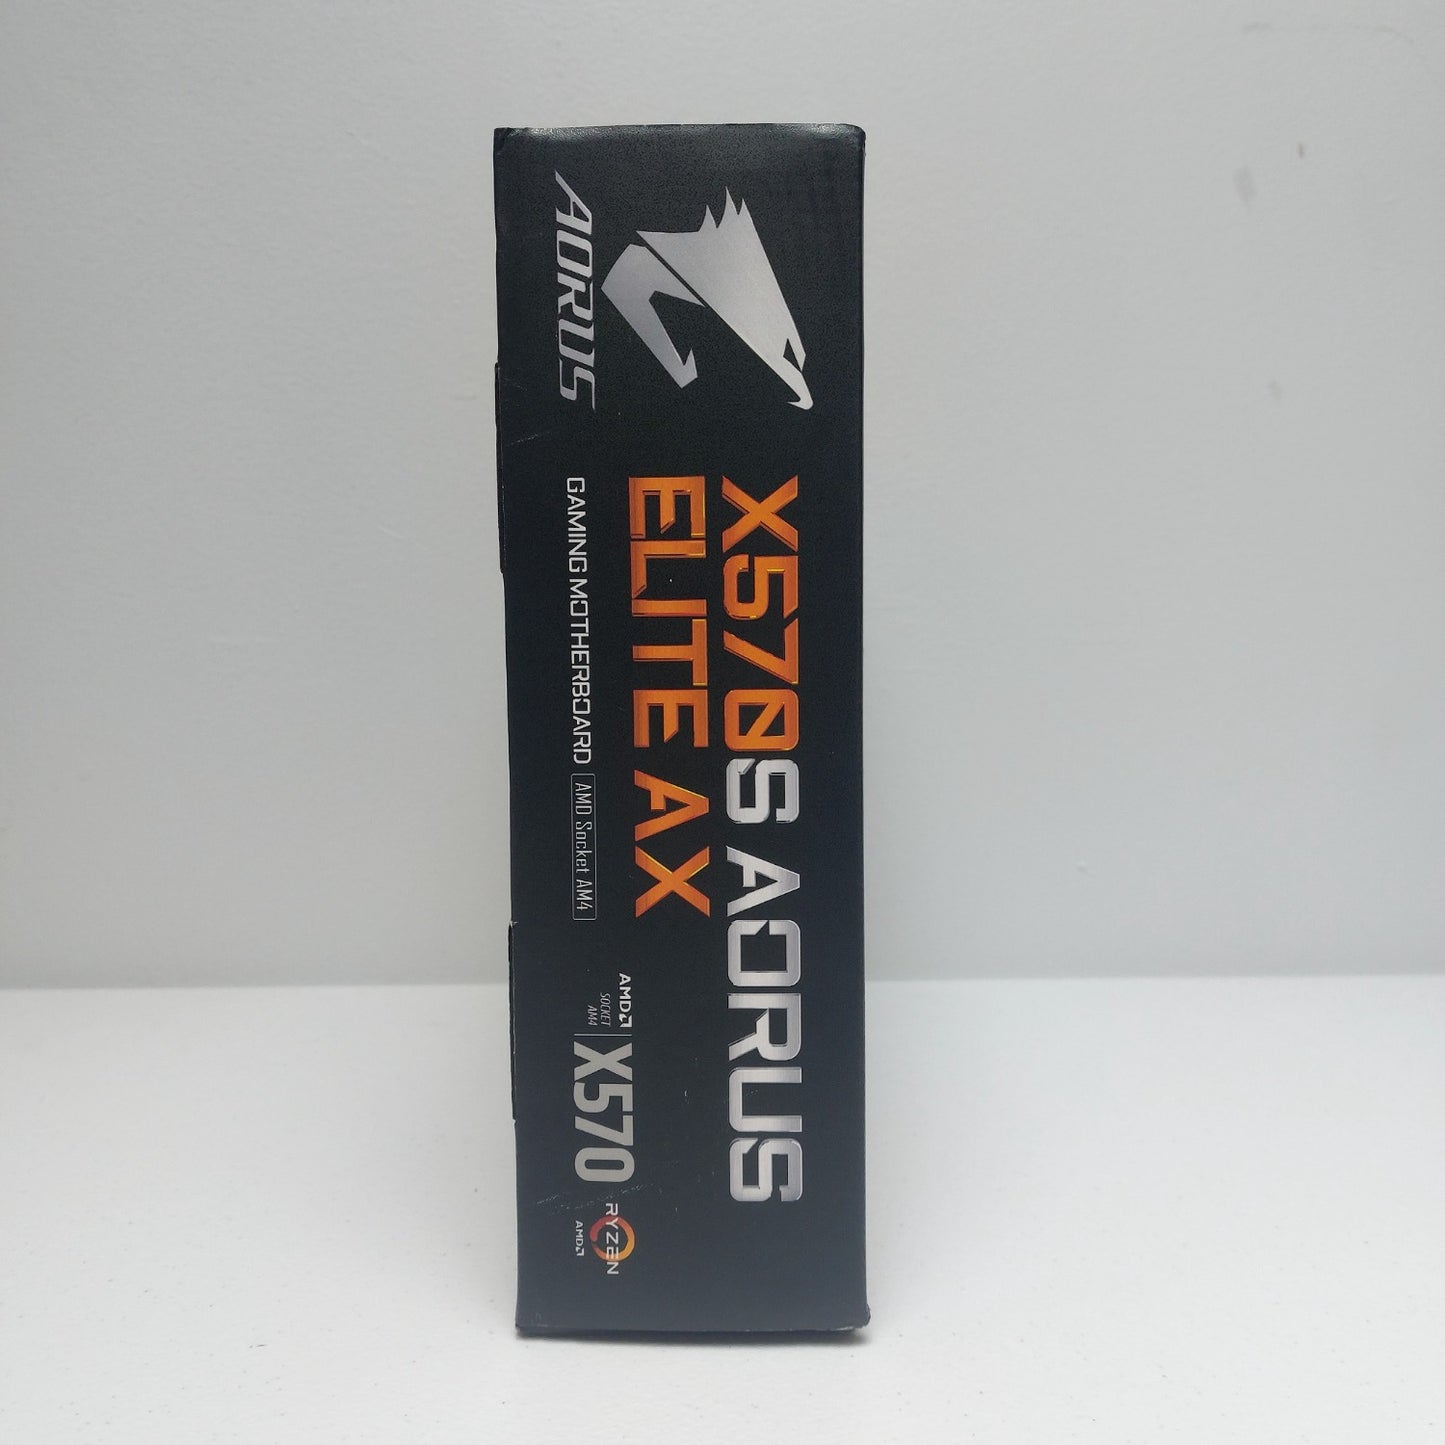 AORUS
X570S AORUS
ELITE AX
GAMING MOTHERBOARD AMD Socket AM4
AMD
SOCKET
AM4
X570
RYZEN
AMD